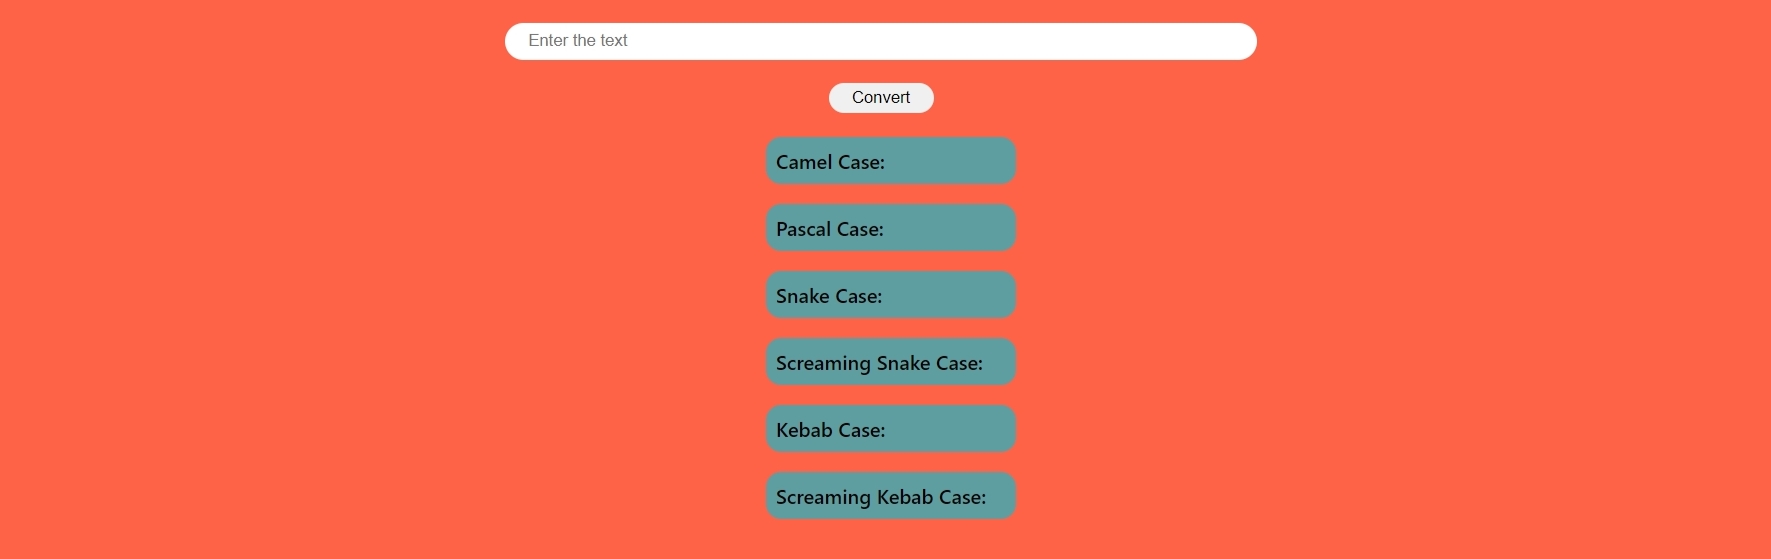 Enter the text
Convert
Camel Case:
Pascal Case:
Snake Case:
Screaming Snake Case:
Kebab Case:
Screaming Kebab Case: